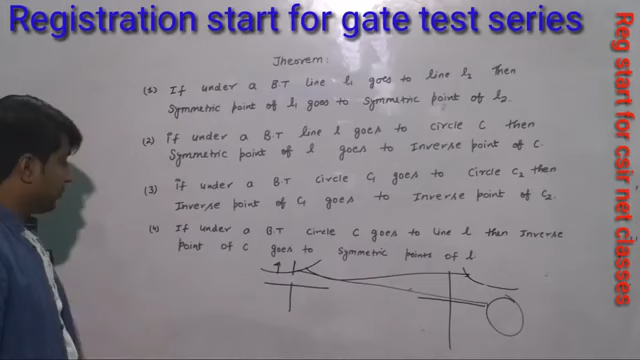 Registration start for gate test series
Reg start for csir net classes
Theorem:
(1) If under a B.T line l₁ goes to line l₂ Then
Symmetric point of l₁ goes to Symmetric point of l₂.
(2) if under a B.T line l goes to circle C then
Symmetric point of l goes to Inverse point of C.
(3) if under a B.T circle C₁ goes to Circle C₂ then
Inverse point of C₁ goes to Inverse point of C₂.
(4) If under a B.T Circle C goes to line l then Inverse
Point of C goes to Symmetric points of l